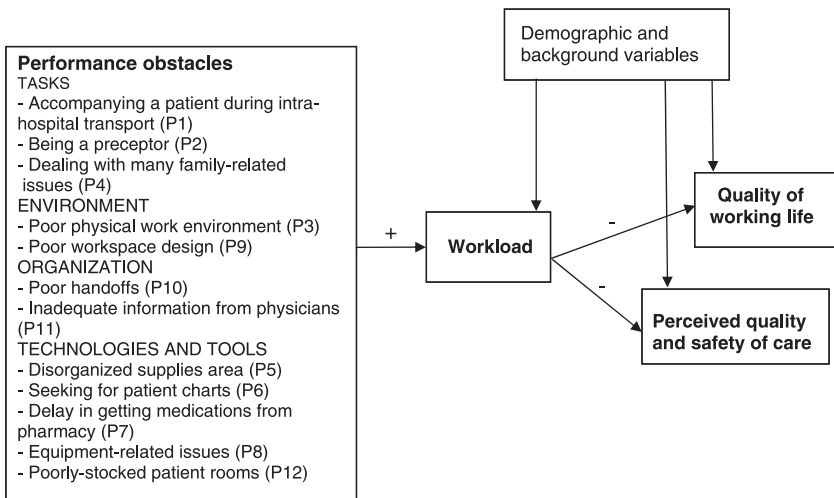 Performance obstacles
TASKS
- Accompanying a patient during intra-
hospital transport (P1)
- Being a preceptor (P2)
- Dealing with many family-related
issues (P4)
ENVIRONMENT
- Poor physical work environment (P3)
- Poor workspace design (P9)
ORGANIZATION
- Poor handoffs (P10)
- Inadequate information from physicians
(P11)
TECHNOLOGIES AND TOOLS
- Disorganized supplies area (P5)
- Seeking for patient charts (P6)
- Delay in getting medications from
pharmacy (P7)
- Equipment-related issues (P8)
- Poorly-stocked patient rooms (P12)
+
Workload
Demographic and
background variables
-
Quality of
working life
-
Perceived quality
and safety of care